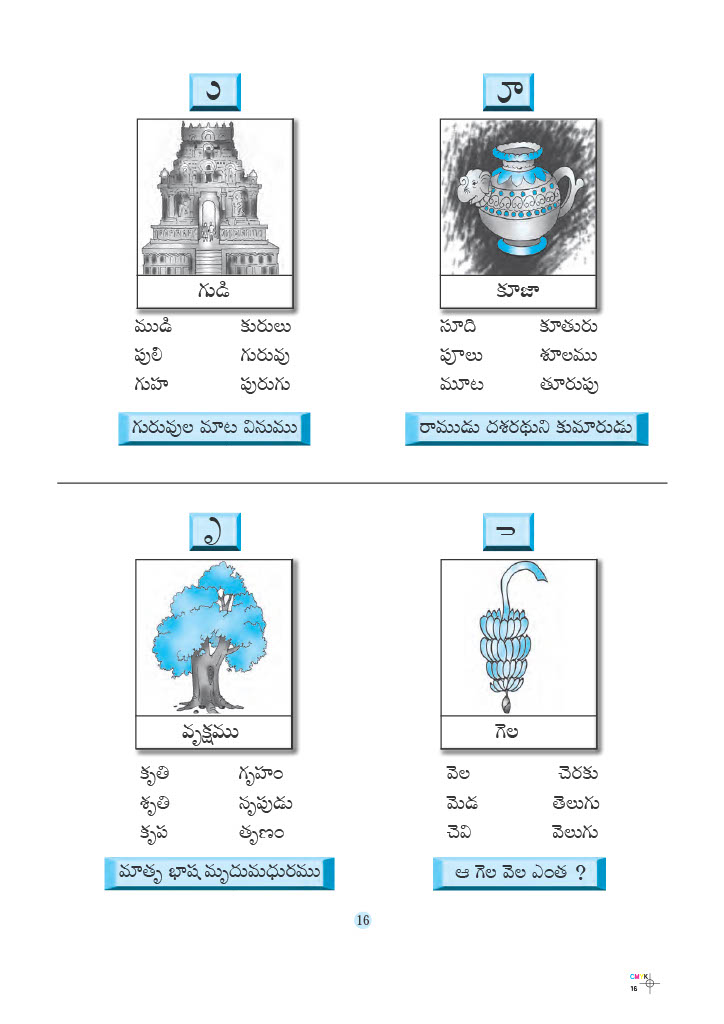 ు
గుడి
ముడి కురులు
పులి గురువు
గుహ పురుగు
గురువుల మాట వినుము
ూ
కూజా
సూది కూతురు
పూలు శూలము
మూట తూరుపు
రాముడు దశరథుని కుమారుడు
ృ
వృక్షము
కృతి గృహం
శృతి నృపుడు
కృప తృణం
మాతృ భాష మృదుమధురము
ె
గెల
వెల చెరకు
మెడ తెలుగు
చెవి వెలుగు
ఆ గెల వెల ఎంత ?
16
CMYK
16